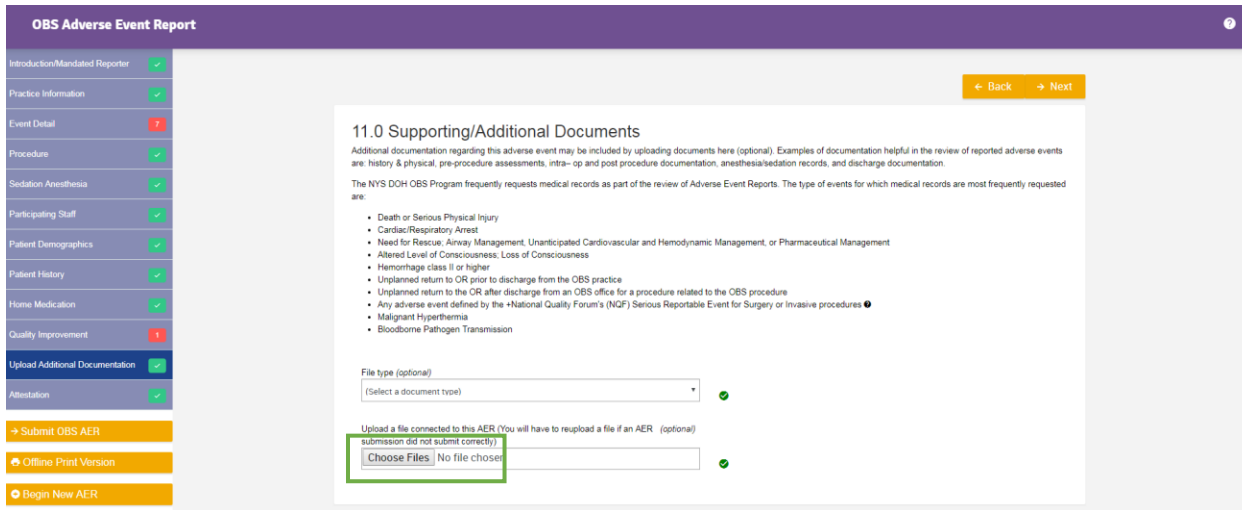 OBS Adverse Event Report
Introduction/Mandated Reporter
Practice Information
Event Detail 7
Procedure
Sedation Anesthesia
Participating Staff
Patient Demographics
Patient History
Home Medication
Quality Improvement 1
Upload Additional Documentation
Attestation
→ Submit OBS AER
Offline Print Version
Begin New AER
← Back → Next
11.0 Supporting/Additional Documents
Additional documentation regarding this adverse event may be included by uploading documents here (optional). Examples of documentation helpful in the review of reported adverse events
are: history & physical, pre-procedure assessments, intra– op and post procedure documentation, anesthesia/sedation records, and discharge documentation.
The NYS DOH OBS Program frequently requests medical records as part of the review of Adverse Event Reports. The type of events for which medical records are most frequently requested
are:
• Death or Serious Physical Injury
• Cardiac/Respiratory Arrest
• Need for Rescue; Airway Management, Unanticipated Cardiovascular and Hemodynamic Management, or Pharmaceutical Management
• Altered Level of Consciousness; Loss of Consciousness
• Hemorrhage class II or higher
• Unplanned return to OR prior to discharge from the OBS practice
• Unplanned return to the OR after discharge from an OBS office for a procedure related to the OBS procedure
• Any adverse event defined by the +National Quality Forum's (NQF) Serious Reportable Event for Surgery or Invasive procedures ?
• Malignant Hyperthermia
• Bloodborne Pathogen Transmission
File type (optional)
(Select a document type)
Upload a file connected to this AER (You will have to reupload a file if an AER (optional)
submission did not submit correctly)
Choose Files No file chosen